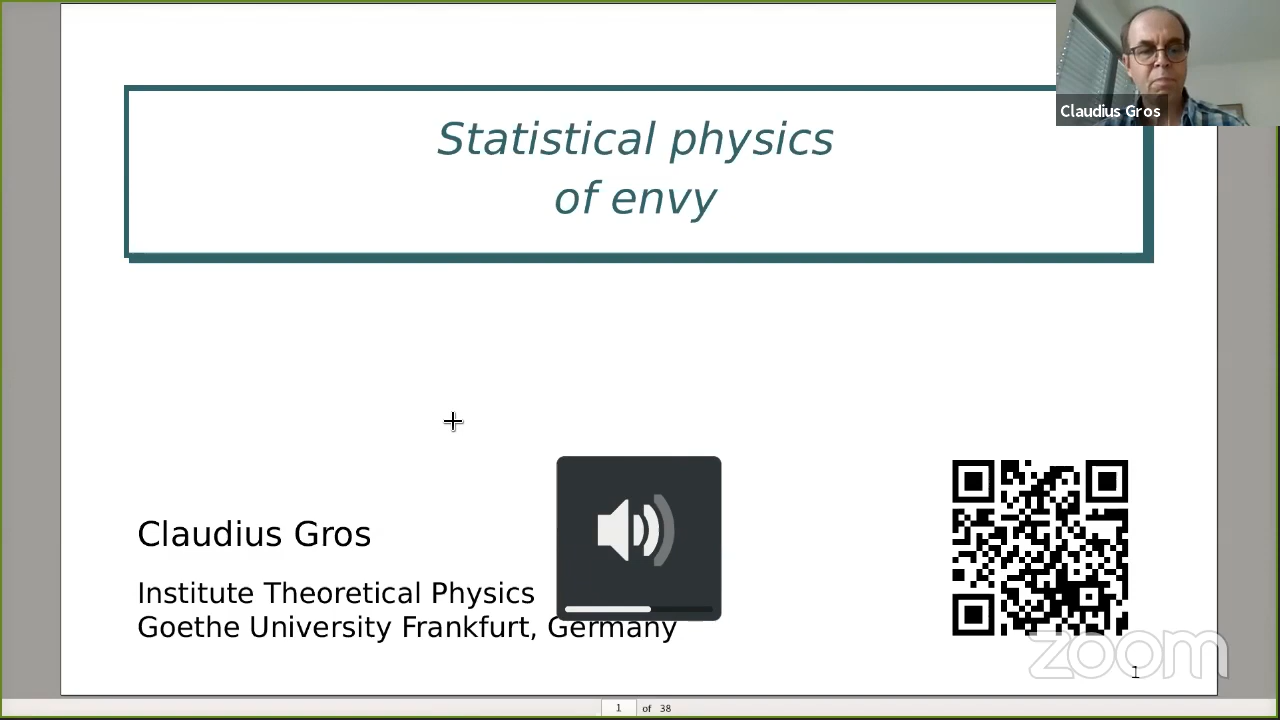 Statistical physics
of envy
Claudius Gros
Claudius Gros
Institute Theoretical Physics
Goethe University Frankfurt, Germany
zoom
1
1 of 38